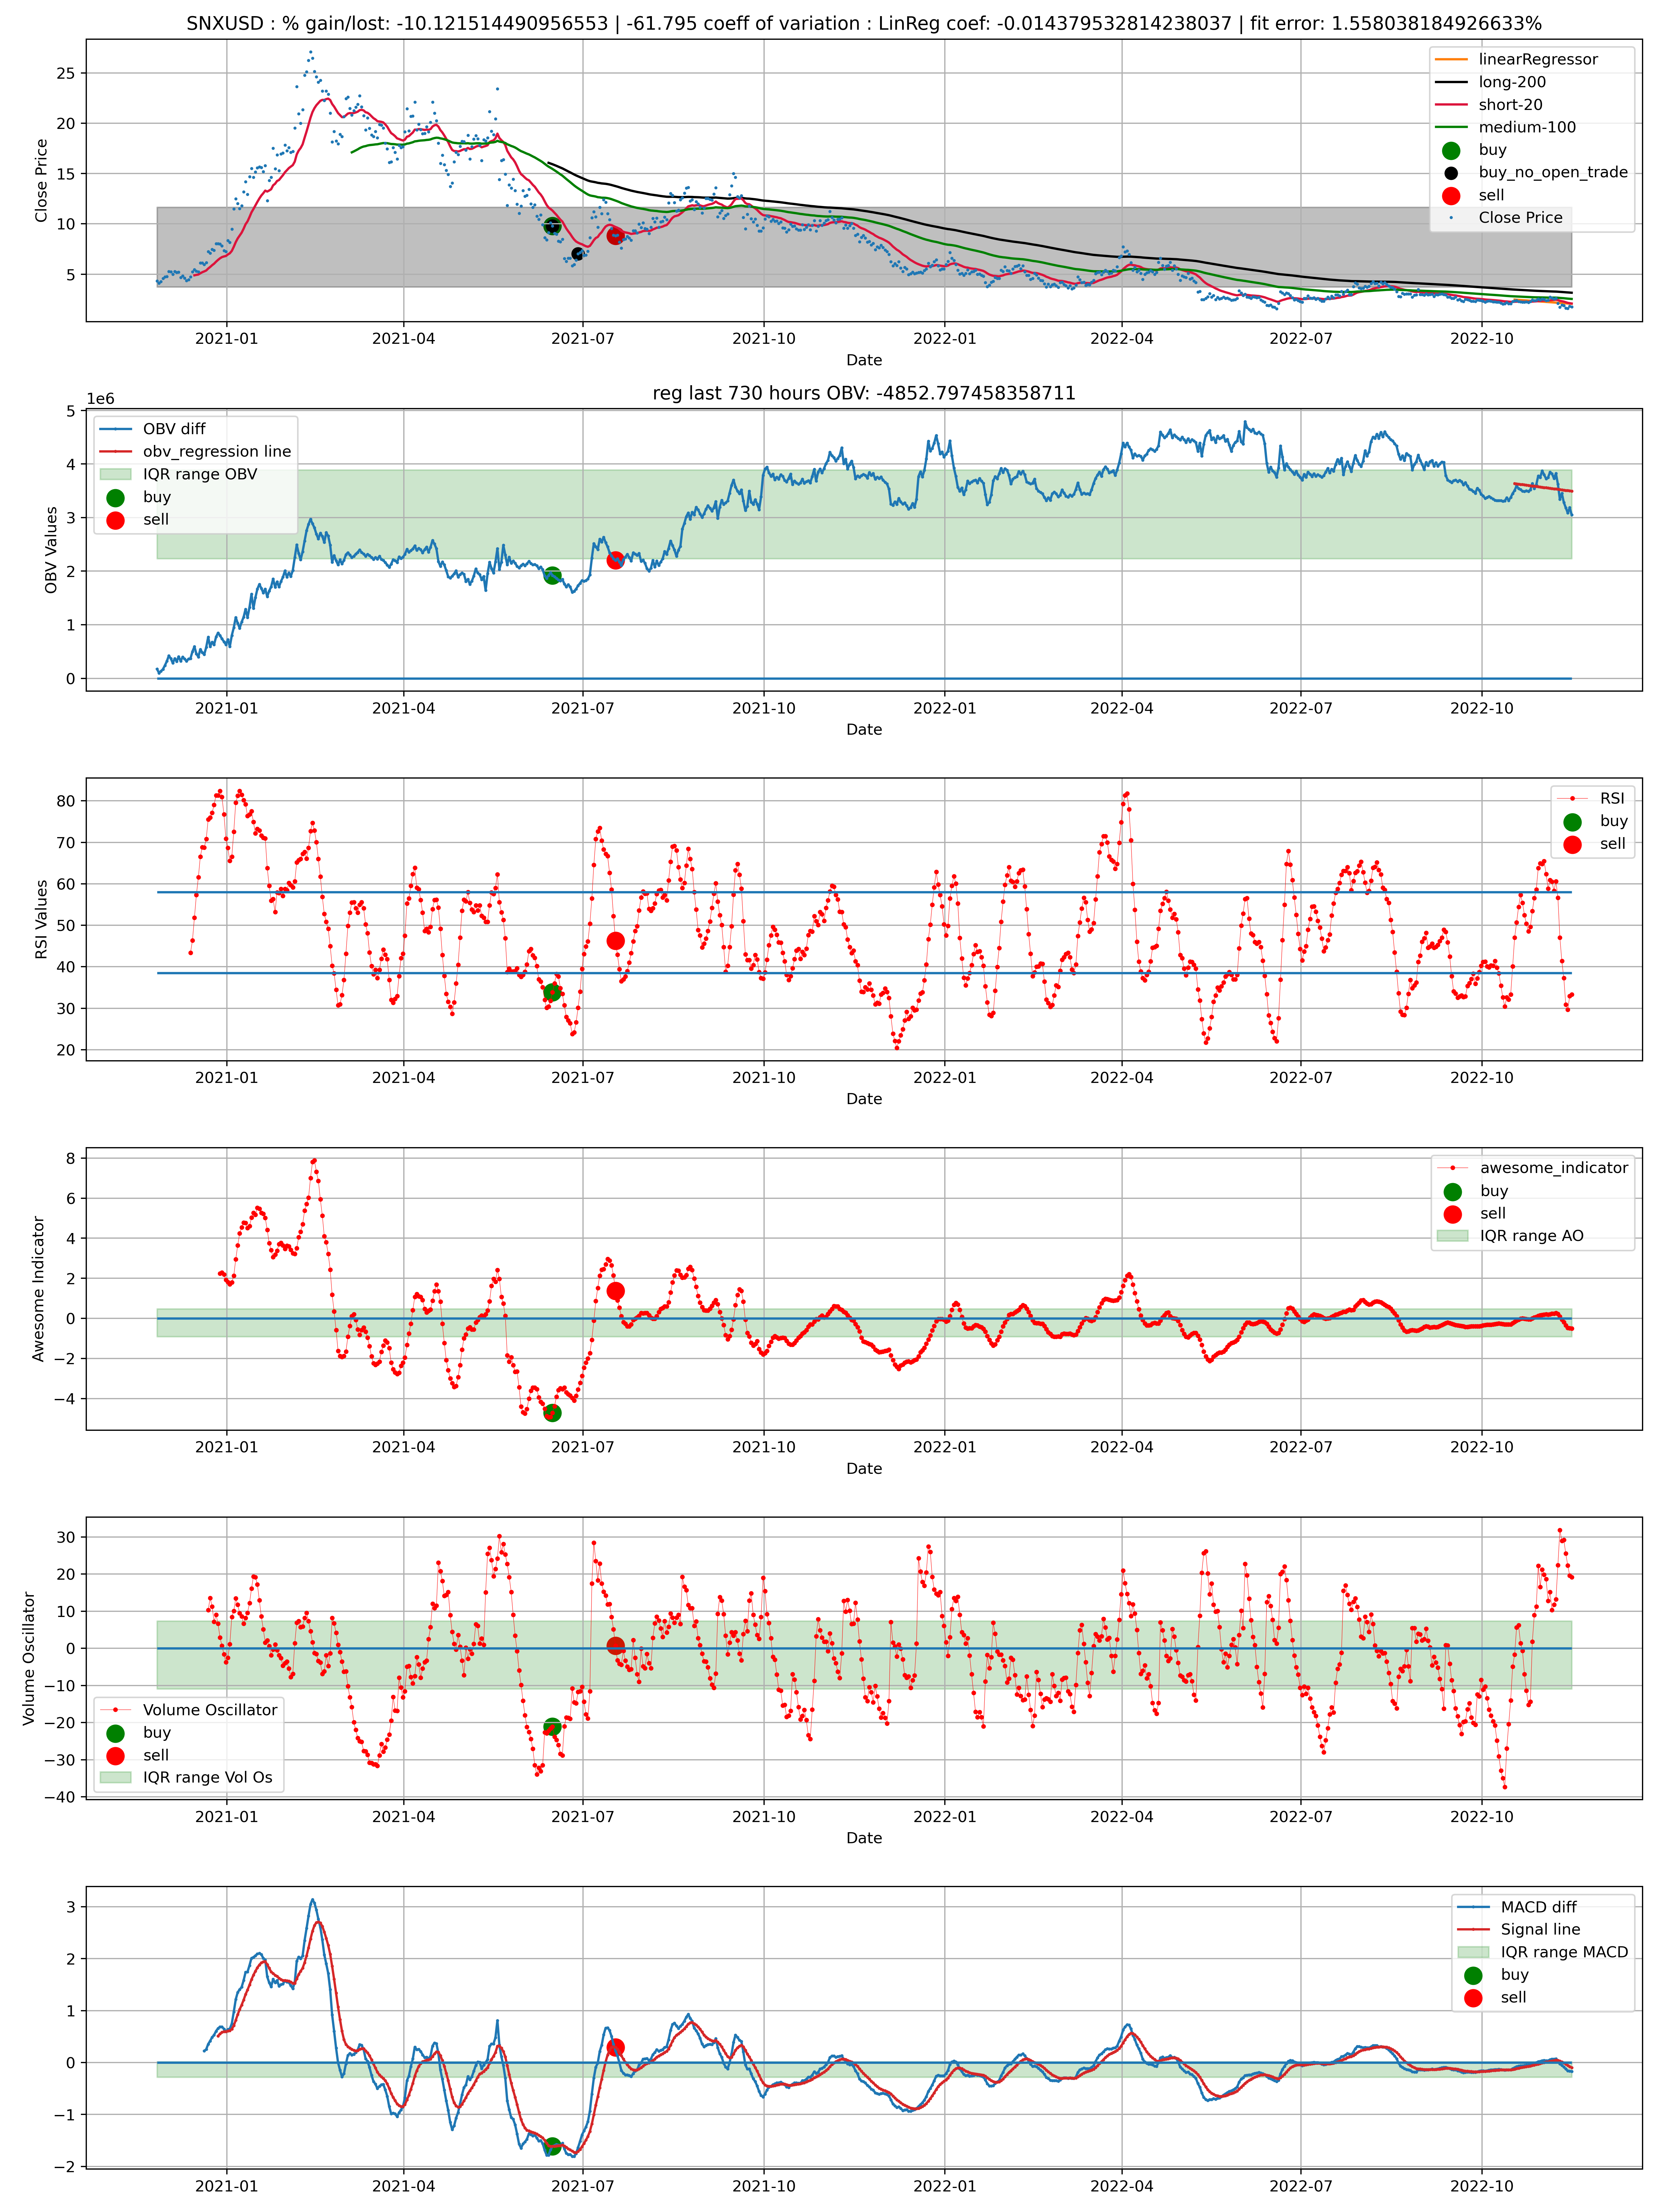 SNXUSD : % gain/lost: -10.121514490956553 | -61.795 coeff of variation : LinReg coef: -0.014379532814238037 | fit error: 1.558038184926633%
Close Price
25
20
15
10
5
linearRegressor
long-200
short-20
medium-100
buy
buy_no_open_trade
sell
Close Price
2021-01 2021-04 2021-07 2021-10 2022-01 2022-04 2022-07 2022-10
Date
reg last 730 hours OBV: -4852.797458358711
1e6
OBV Values
5
4
3
2
1
0
OBV diff
obv_regression line
IQR range OBV
buy
sell
2021-01 2021-04 2021-07 2021-10 2022-01 2022-04 2022-07 2022-10
Date
RSI Values
80
70
60
50
40
30
20
RSI
buy
sell
2021-01 2021-04 2021-07 2021-10 2022-01 2022-04 2022-07 2022-10
Date
Awesome Indicator
8
6
4
2
0
−2
−4
awesome_indicator
buy
sell
IQR range AO
2021-01 2021-04 2021-07 2021-10 2022-01 2022-04 2022-07 2022-10
Date
Volume Oscillator
30
20
10
0
−10
−20
−30
−40
Volume Oscillator
buy
sell
IQR range Vol Os
2021-01 2021-04 2021-07 2021-10 2022-01 2022-04 2022-07 2022-10
Date
3
2
1
0
−1
−2
MACD diff
Signal line
IQR range MACD
buy
sell
2021-01 2021-04 2021-07 2021-10 2022-01 2022-04 2022-07 2022-10